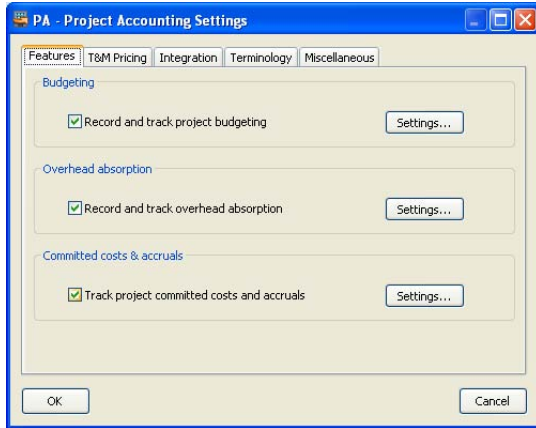 PA - Project Accounting Settings
Features T&M Pricing Integration Terminology Miscellaneous
Budgeting
Record and track project budgeting Settings...
Overhead absorption
Record and track overhead absorption Settings...
Committed costs & accruals
Track project committed costs and accruals Settings...
OK Cancel